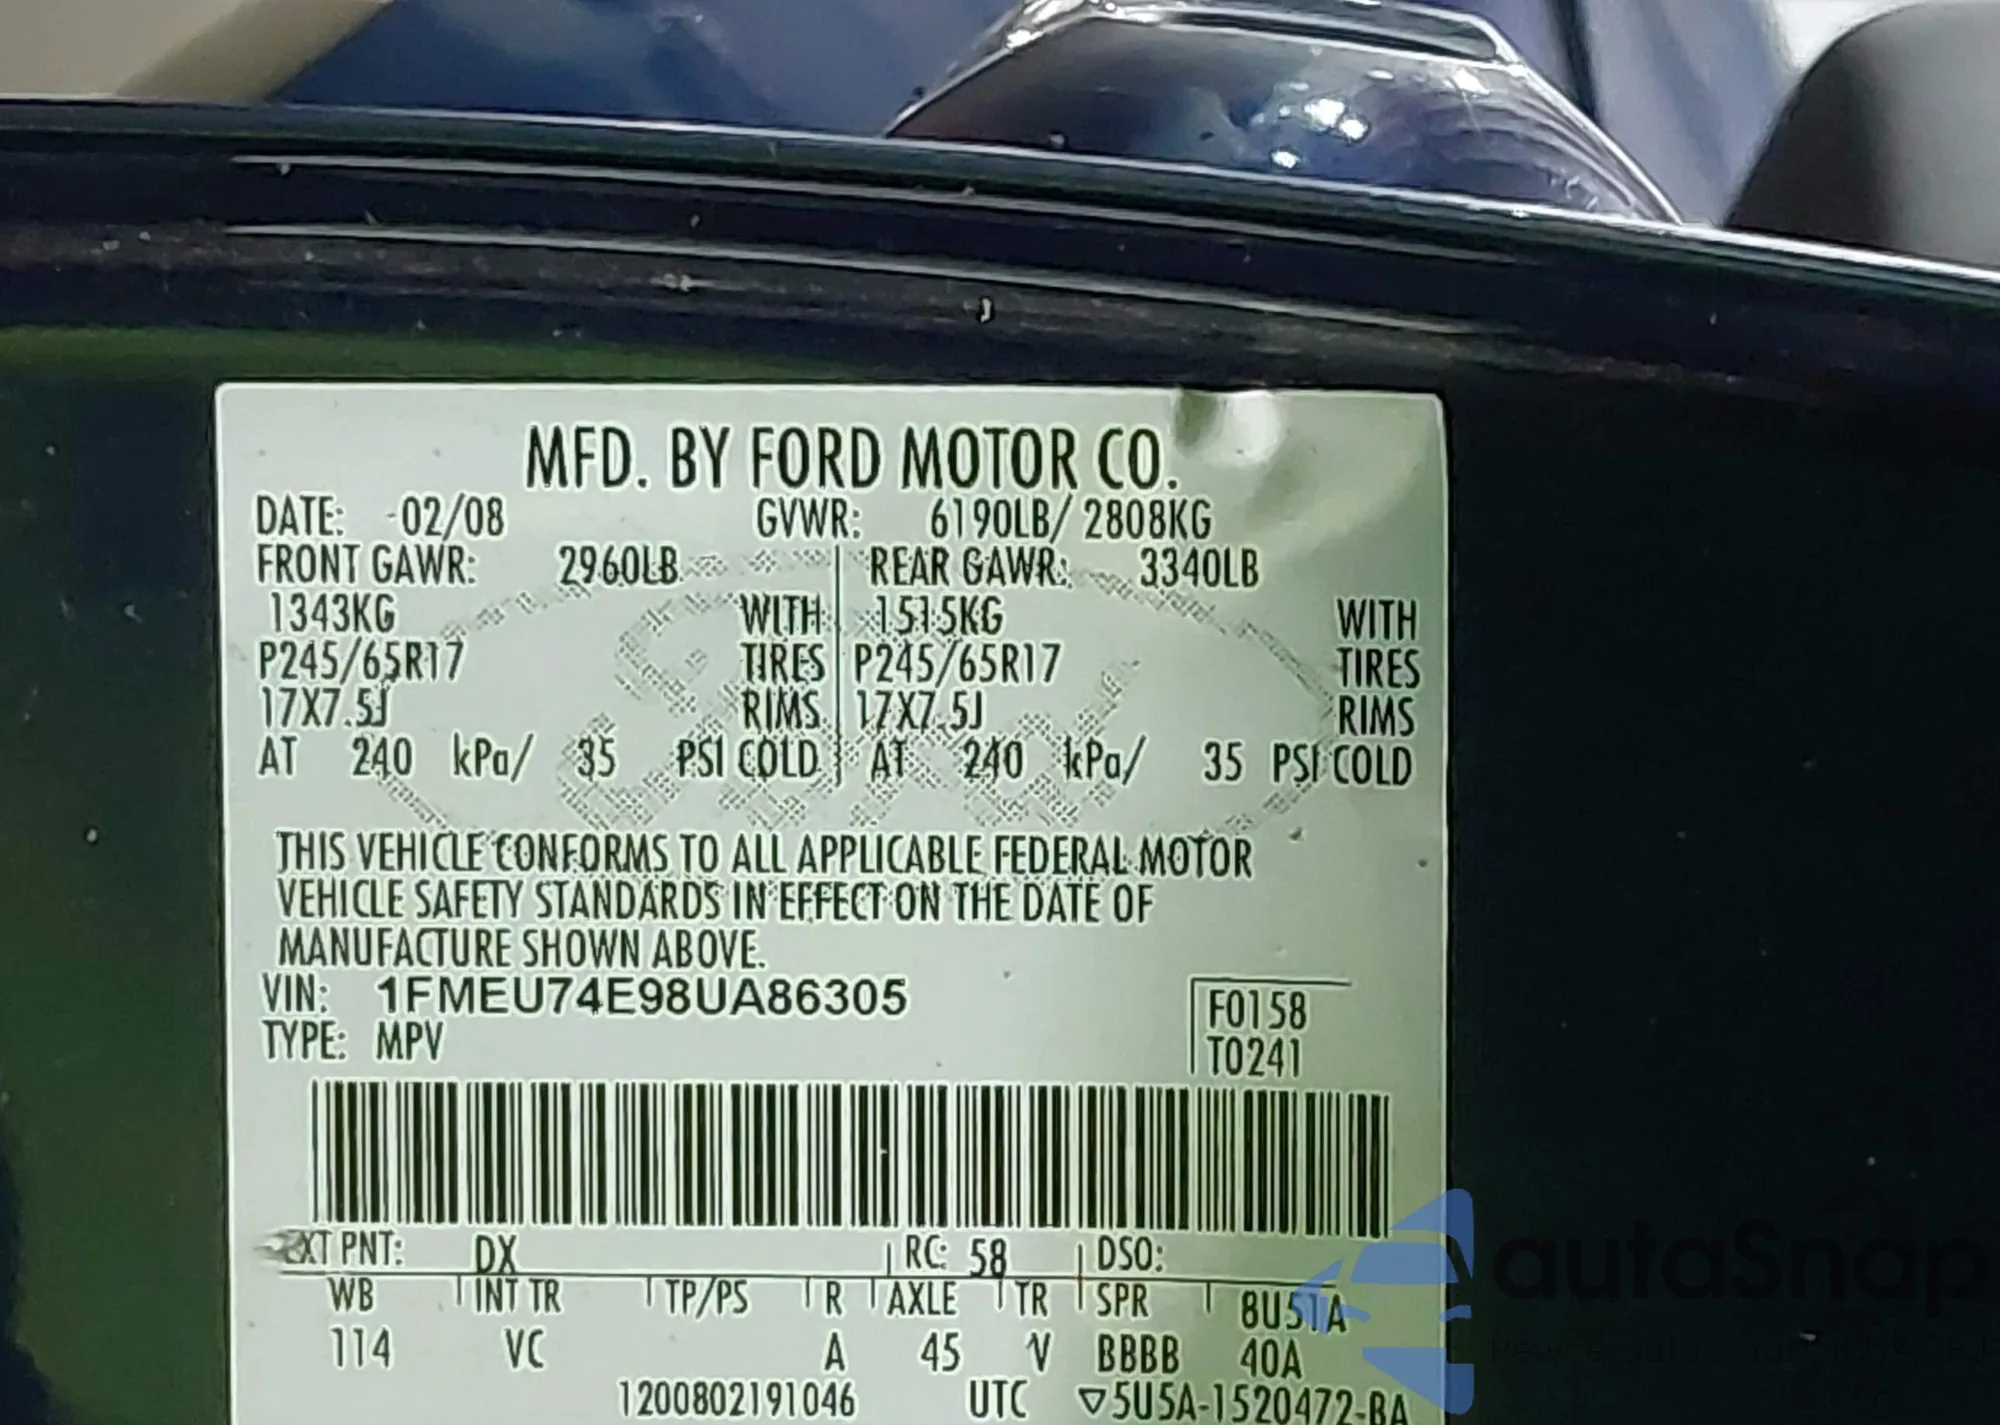 MFD. BY FORD MOTOR CO.
DATE: -02/08 GVWR: 6190LB/ 2808KG
FRONT GAWR: 2960LB REAR GAWR: 3340LB
1343KG WITH 1515KG WITH
P245/65R17 TIRES P245/65R17 TIRES
17X7.5J RIMS 17X7.5J RIMS
AT 240 kPa/ 35 PSI COLD AT 240 kPa/ 35 PSI COLD
Ford
THIS VEHICLE CONFORMS TO ALL APPLICABLE FEDERAL MOTOR
VEHICLE SAFETY STANDARDS IN EFFECT ON THE DATE OF
MANUFACTURE SHOWN ABOVE.
VIN: 1FMEU74E98UA86305 F0158
TYPE: MPV T0241
EXT PNT: DX RC: 58 DSO:
WB INT TR TP/PS R AXLE TR SPR 8U51A
114 VC A 45 V BBBB 40A
1200802191046 UTC ▽5U5A-1520472-BA
autaSnap